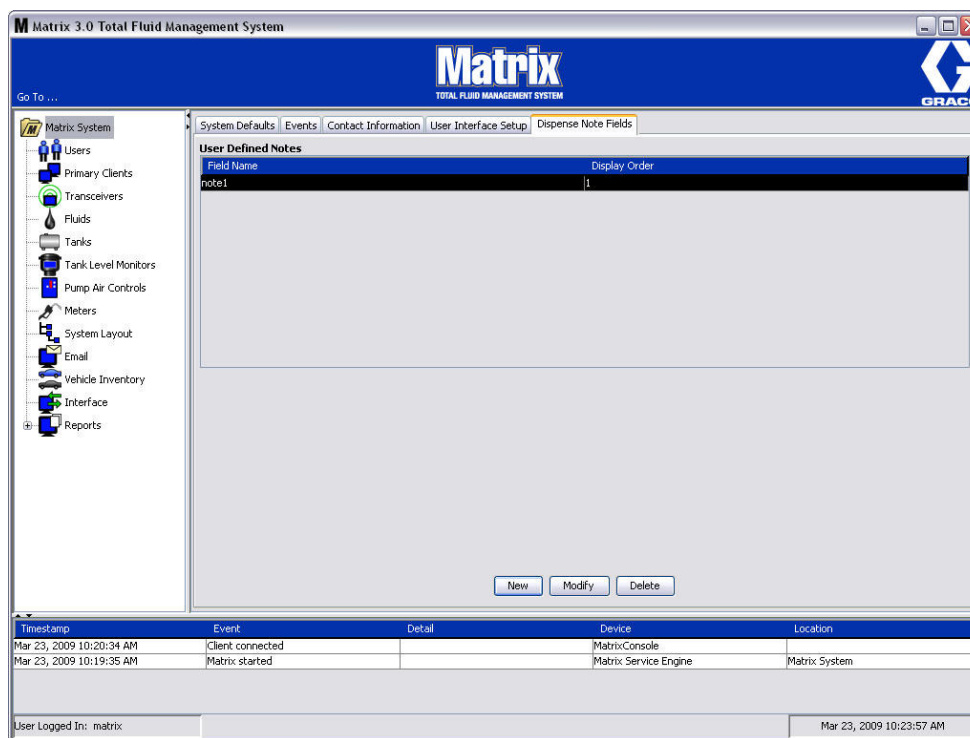 Matrix 3.0 Total Fluid Management System
Matrix
TOTAL FLUID MANAGEMENT SYSTEM
Go To ...
GRACO
Matrix System
Users
Primary Clients
Transceivers
Fluids
Tanks
Tank Level Monitors
Pump Air Controls
Meters
System Layout
Email
Vehicle Inventory
Interface
Reports
System Defaults Events Contact Information User Interface Setup Dispense Note Fields
User Defined Notes
Field Name Display Order
note1 1
New Modify Delete
Timestamp Event Detail Device Location
Mar 23, 2009 10:20:34 AM Client connected MatrixConsole
Mar 23, 2009 10:19:35 AM Matrix started Matrix Service Engine Matrix System
User Logged In: matrix Mar 23, 2009 10:23:57 AM